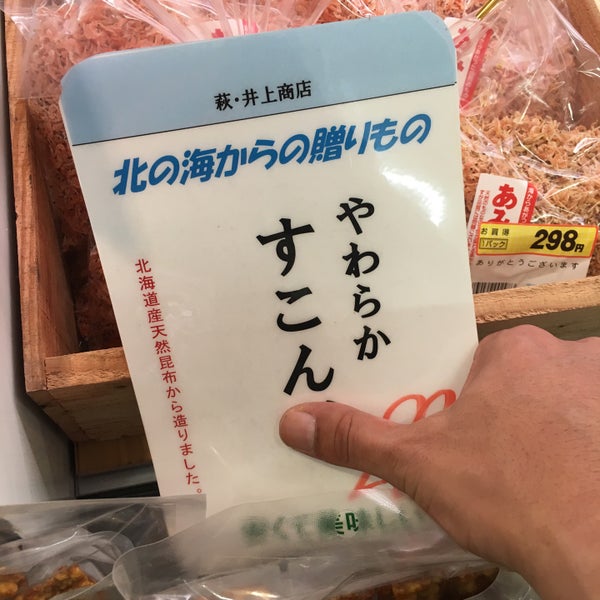 萩・井上商店
北の海からの贈りもの
やわらか
すこん
北海道産天然昆布から造りました。
お買得
1パック
298円
ありがとうございます